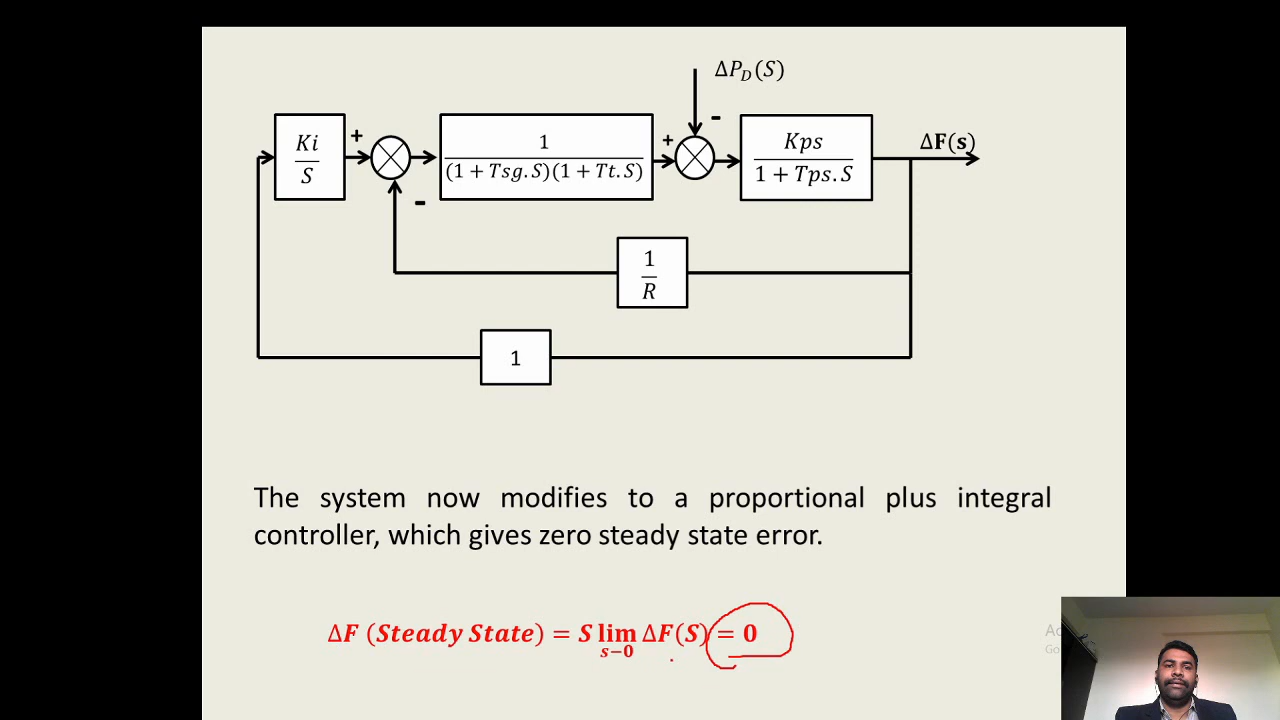 ΔP_D(S)
Ki/S
+
-
1/((1 + Tsg.S)(1 + Tt.S))
+
-
Kps/(1 + Tps.S)
ΔF(s)
1/R
1
The system now modifies to a proportional plus integral
controller, which gives zero steady state error.
ΔF (Steady State) = S lim ΔF(S) = 0
s−0